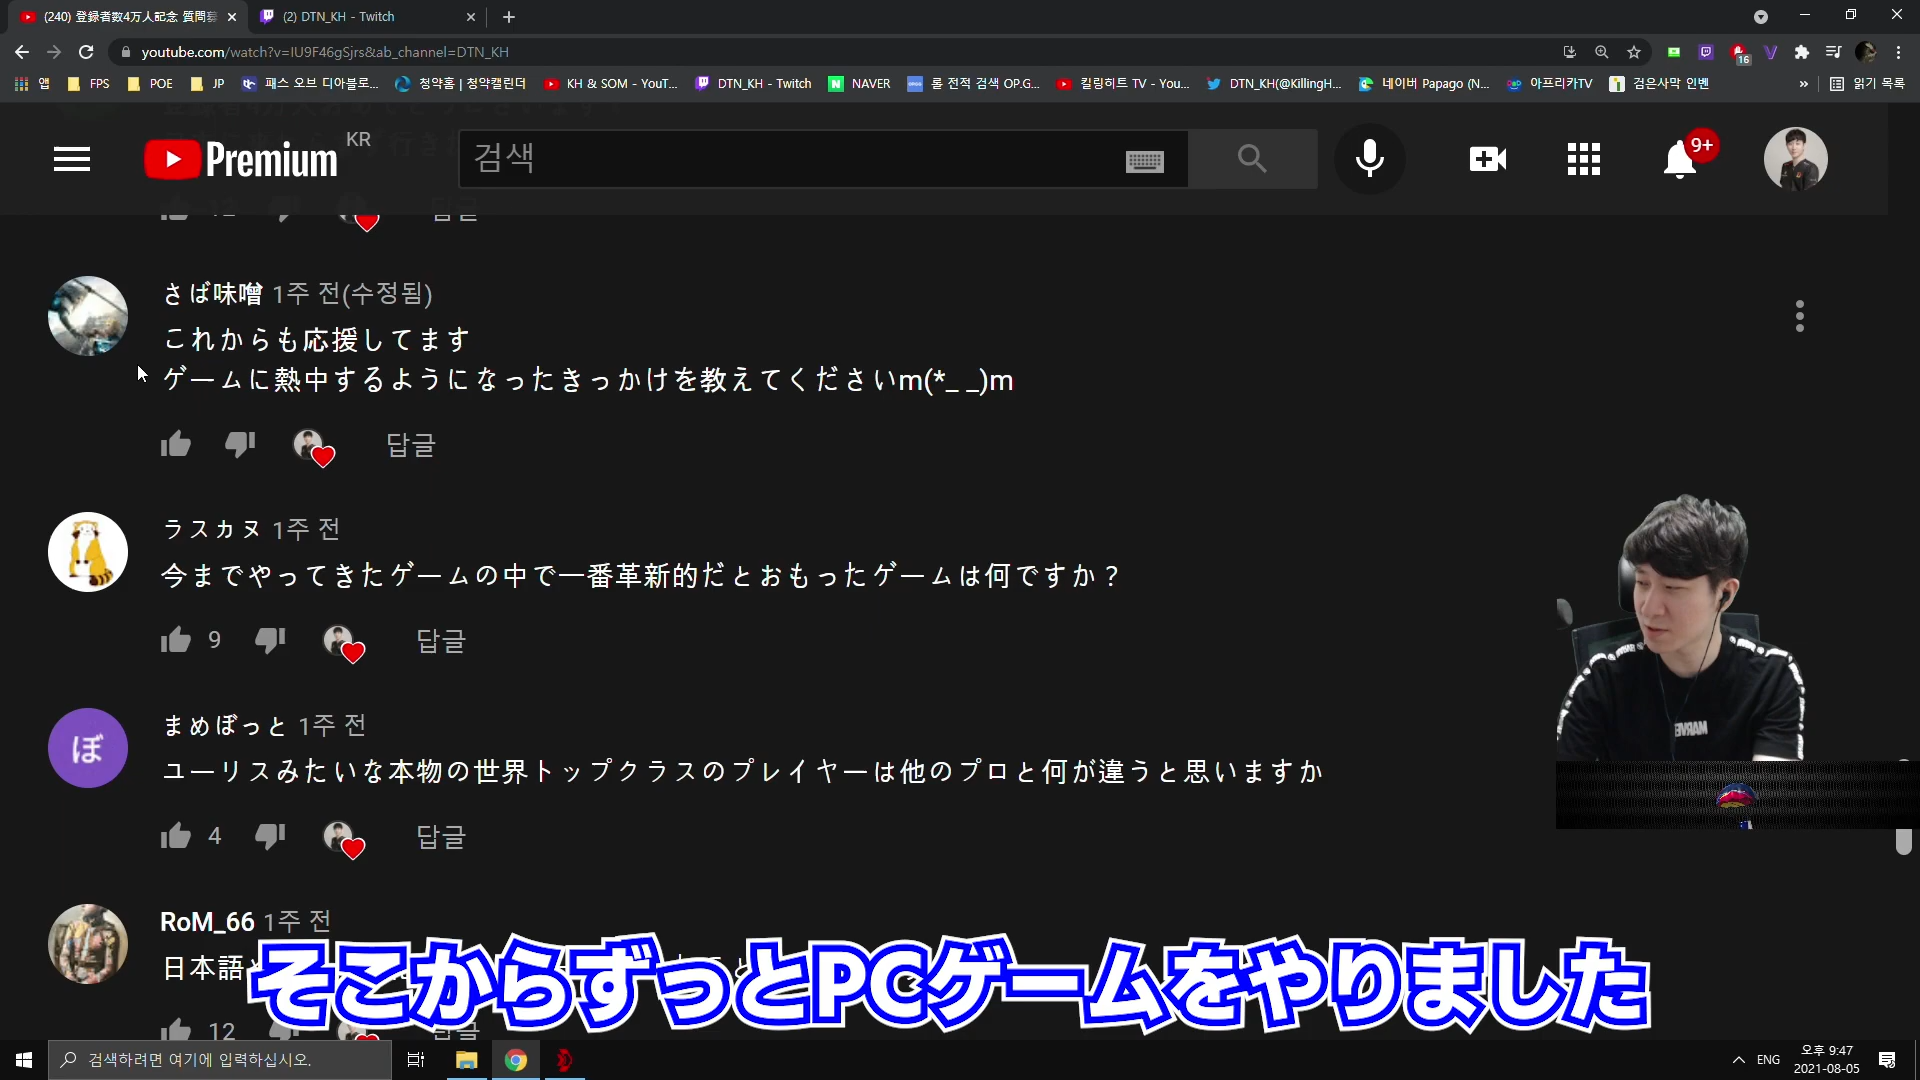 (240) 登録者数4万人記念 質問
(2) DTN_KH - Twitch
youtube.com/watch?v=IU9F46gSjrs&ab_channel=DTN_KH
16
앱
FPS
POE
JP
패스 오브 디아블로...
청약홈 | 청약캘린더
KH & SOM - YouT...
DTN_KH - Twitch
NAVER
롤 전적 검색 OP.G...
킬링히트 TV - You...
DTN_KH(@KillingH...
네이버 Papago (N...
아프리카TV
검은사막 인벤
»
읽기 목록
Premium KR
검색
9+
12
답글
さば味噌 1주 전(수정됨)
これからも応援してます
ゲームに熱中するようになったきっかけを教えてくださいm(*_ _)m
답글
ラスカヌ 1주 전
今までやってきたゲームの中で一番革新的だとおもったゲームは何ですか？
9
답글
ぼ
まめぼっと 1주 전
ユーリスみたいな本物の世界トップクラスのプレイヤーは他のプロと何が違うと思いますか
4
답글
RoM_66 1주 전
日本語
そこからずっとPCゲームをやりました
12
답글
검색하려면 여기에 입력하십시오.
ENG
오후 9:47
2021-08-05